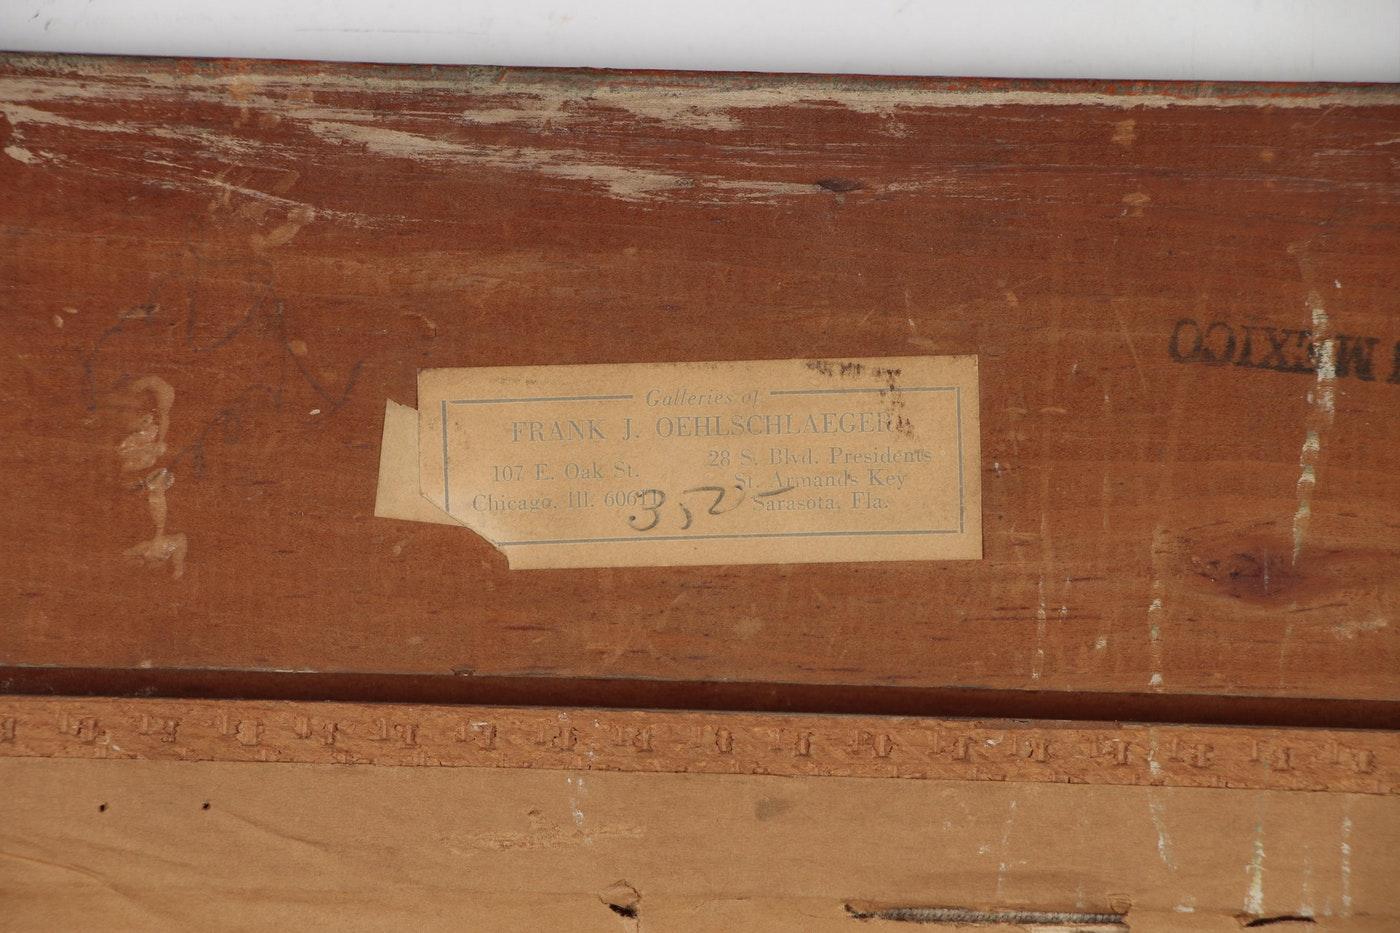 Galleries of
FRANK J. OEHLSCHLAEGER
107 E. Oak St.
Chicago, Ill. 60611
28 S. Blvd. Presidents
St. Armands Key
Sarasota, Fla.
MEXICO